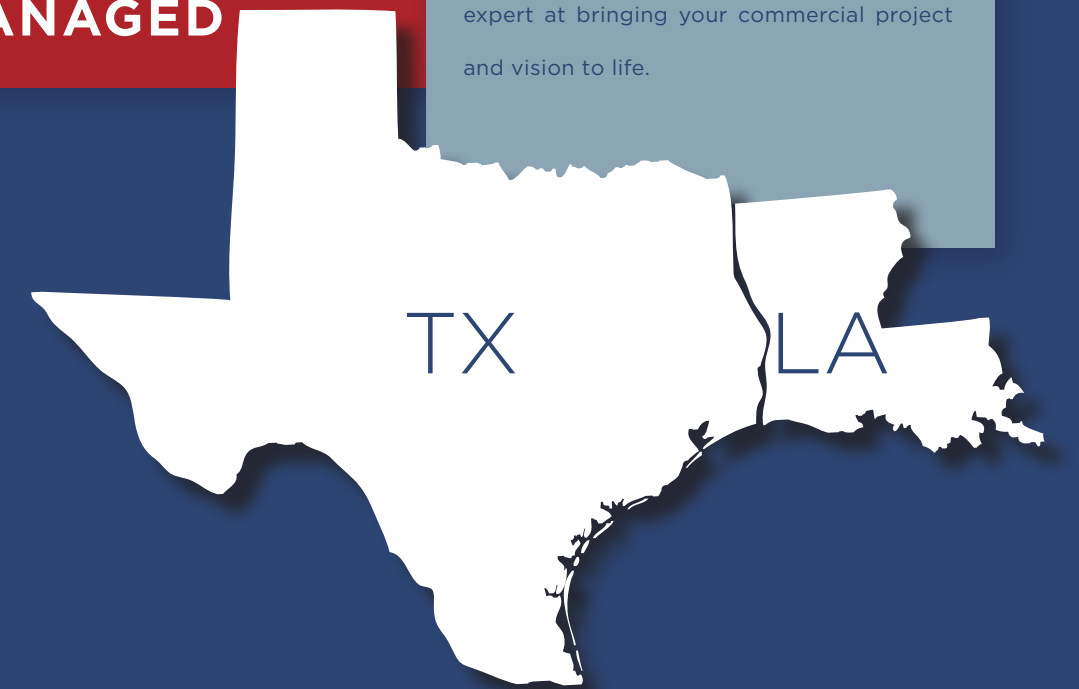 ANAGED
expert at bringing your commercial project
and vision to life.
TX LA